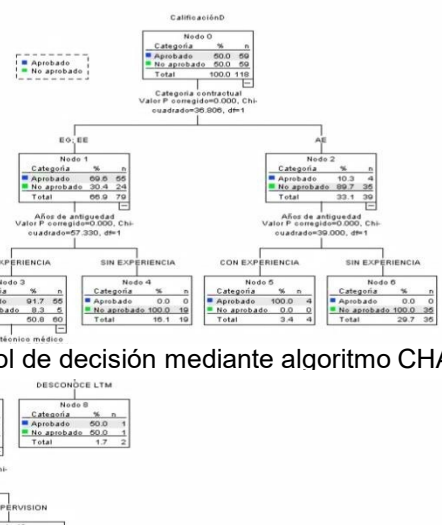 CalificaciónD
Nodo 0
Categoría % n
Aprobado 50.0 59
No aprobado 50.0 59
Total 100.0 118
Aprobado
No aprobado
Categoria contractual
Valor P corregido=0.000, Chi-
cuadrado=36.806, df=1
EG; EE
AE
Nodo 1
Categoría % n
Aprobado 69.6 55
No aprobado 30.4 24
Total 66.9 79
Nodo 2
Categoría % n
Aprobado 10.3 4
No aprobado 89.7 35
Total 33.1 39
Años de antiguedad
Valor P corregido=0.000, Chi-
cuadrado=57.330, df=1
Años de antiguedad
Valor P corregido=0.000, Chi-
cuadrado=39.000, df=1
XPERIENCIA
SIN EXPERIENCIA
CON EXPERIENCIA
SIN EXPERIENCIA
Nodo 3
ia % n
do 91.7 55
bado 8.3 5
50.8 60
Nodo 4
Categoría % n
Aprobado 0.0 0
No aprobado 100.0 19
Total 16.1 19
Nodo 5
Categoría % n
Aprobado 100.0 4
No aprobado 0.0 0
Total 3.4 4
Nodo 6
Categoría % n
Aprobado 0.0 0
No aprobado 100.0 35
Total 29.7 35
técnico médico
ol de decisión mediante algoritmo CHA
DESCONOCE LTM
Nodo 8
Categoría % n
Aprobado 50.0 1
No aprobado 50.0 1
Total 1.7 2
hi-
PERVISION